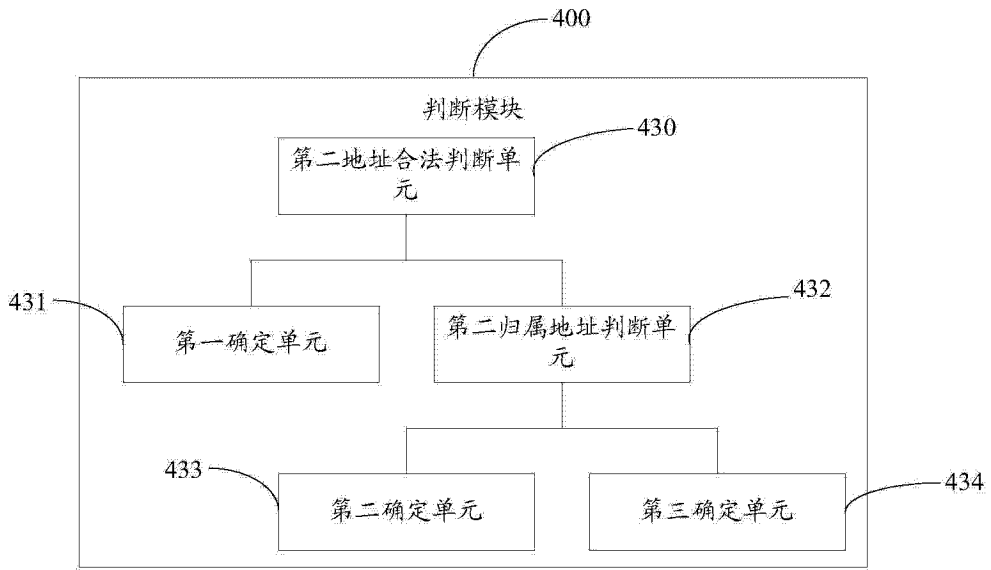 400
判断模块
430
第二地址合法判断单
元
431
432
第一确定单元
第二归属地址判断单
元
433
434
第二确定单元
第三确定单元